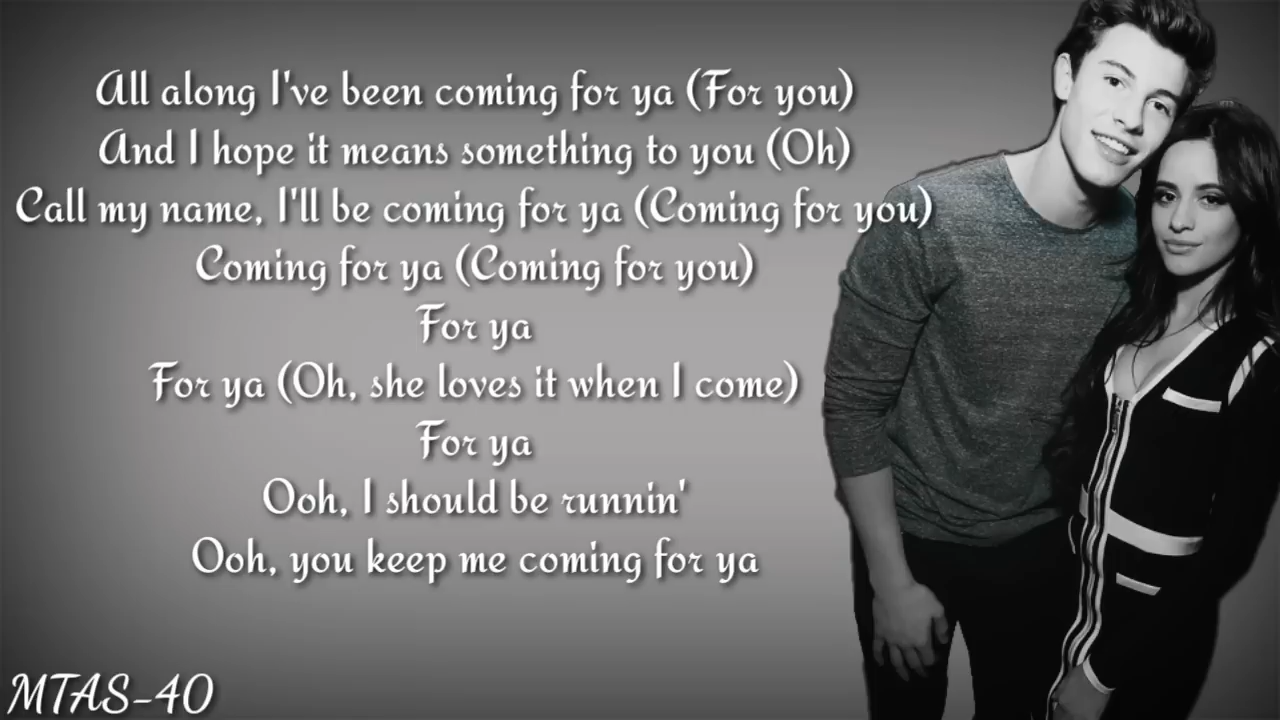 All along I've been coming for ya (For you)
And I hope it means something to you (Oh)
Call my name, I'll be coming for ya (Coming for you)
Coming for ya (Coming for you)
For ya
For ya (Oh, she loves it when I come)
For ya
Ooh, I should be runnin'
Ooh, you keep me coming for ya
MTAS-40